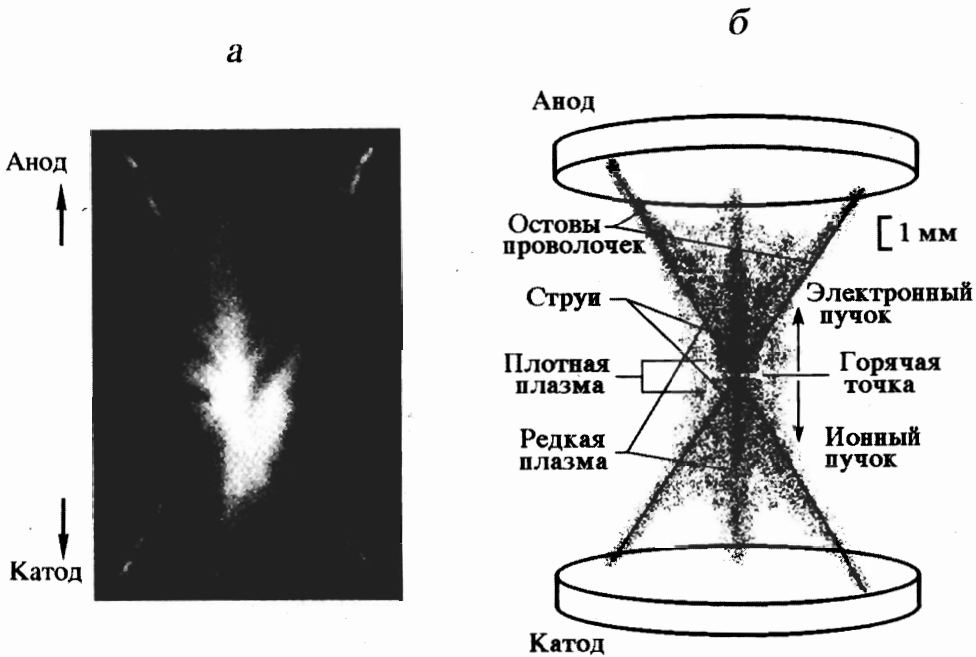 а
Анод
Катод
б
Анод
Остовы
проволочек
1 мм
Струи
Электронный
пучок
Плотная
плазма
Горячая
точка
Редкая
плазма
Ионный
пучок
Катод